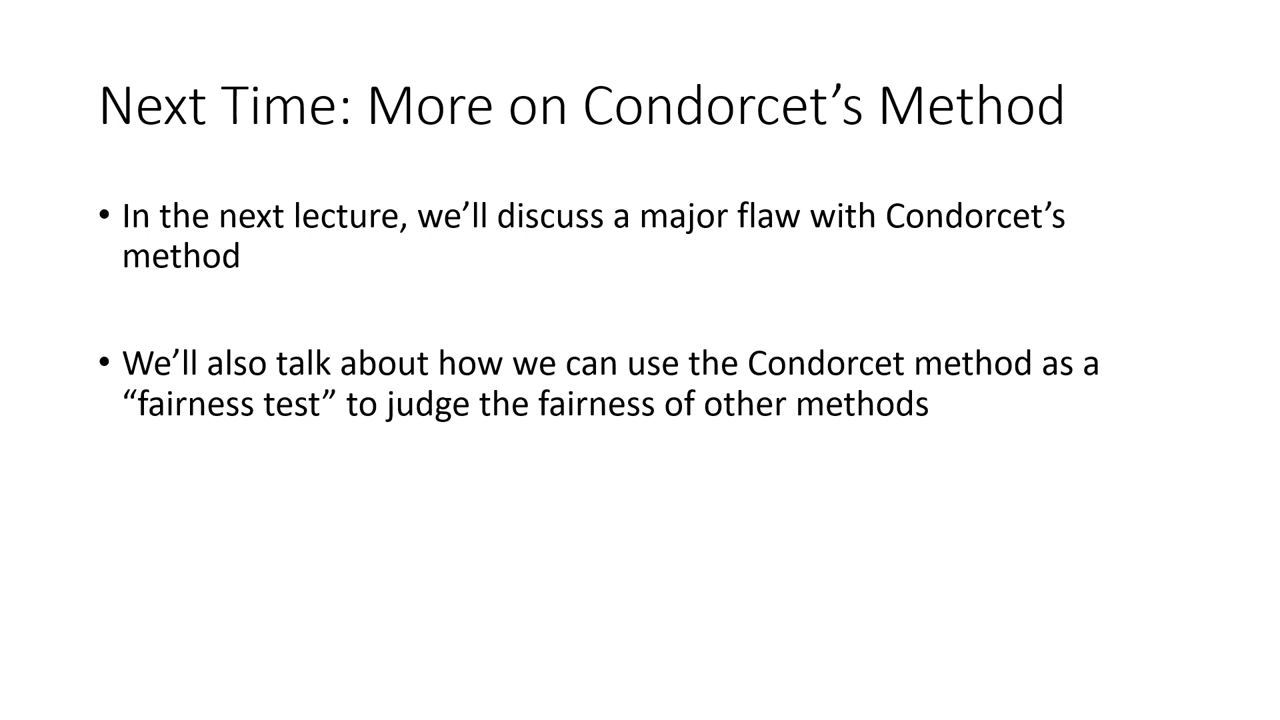 Next Time: More on Condorcet’s Method
• In the next lecture, we’ll discuss a major flaw with Condorcet’s
method
• We’ll also talk about how we can use the Condorcet method as a
“fairness test” to judge the fairness of other methods